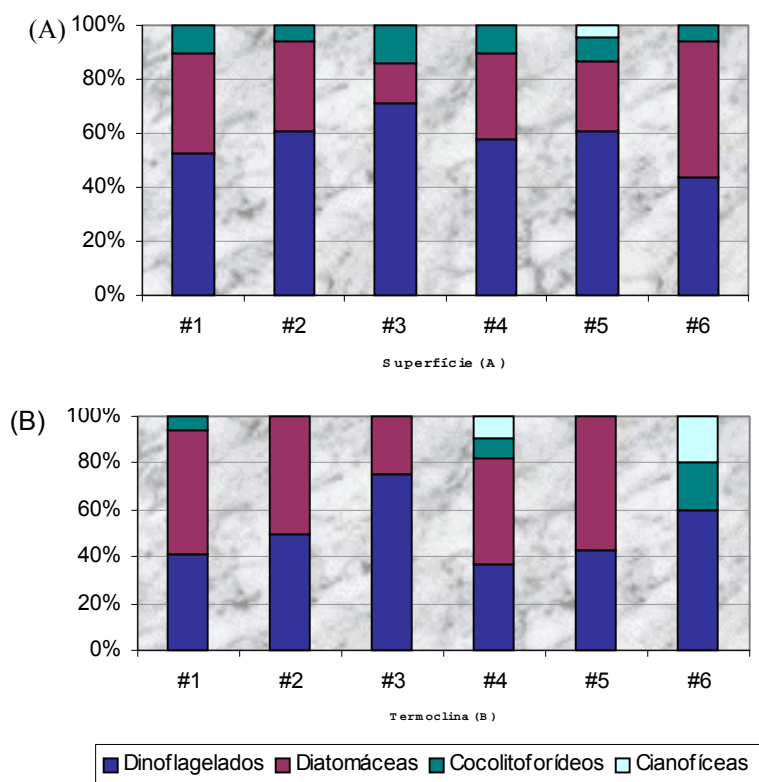 (A)
100%
80%
60%
40%
20%
0%
#1 #2 #3 #4 #5 #6
Superfície (A)
(B)
100%
80%
60%
40%
20%
0%
#1 #2 #3 #4 #5 #6
Termoclina (B)
Dinoflagelados Diatomáceas Cocolitoforídeos Cianofíceas